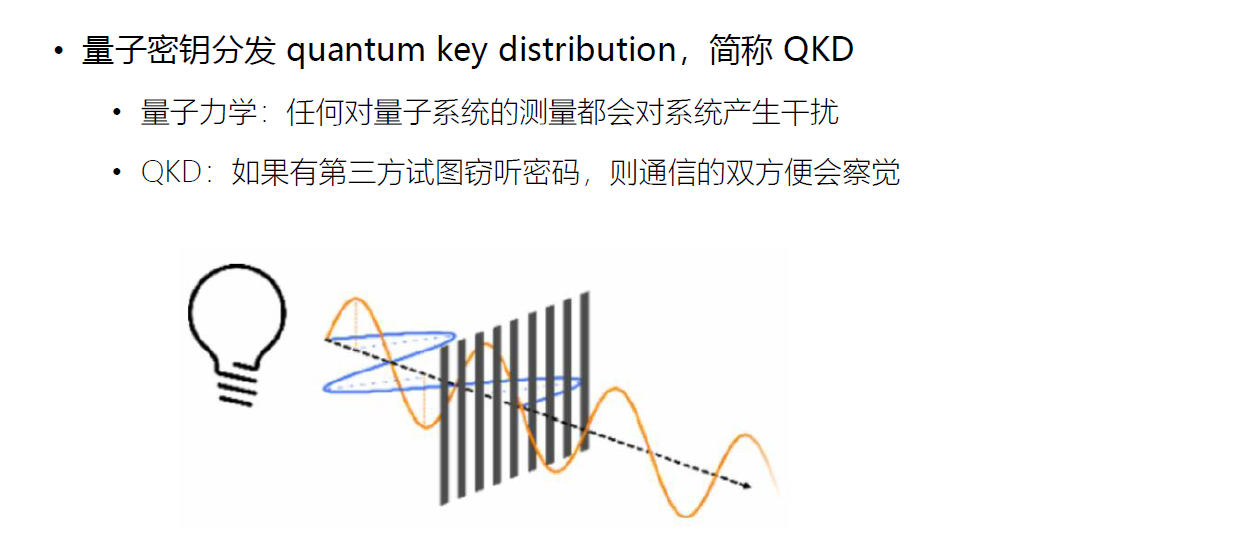 量子密钥分发 quantum key distribution，简称 QKD
量子力学：任何对量子系统的测量都会对系统产生干扰
QKD：如果有第三方试图窃听密码，则通信的双方便会察觉